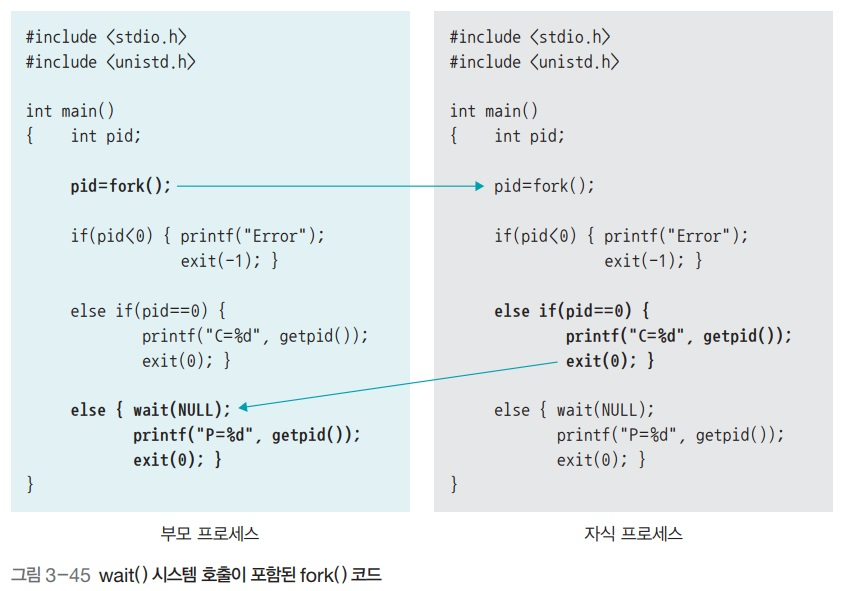 #include <stdio.h>
#include <unistd.h>
int main()
{    int pid;
pid=fork();
if(pid<0) { printf("Error");
exit(-1); }
else if(pid==0) {
printf("C=%d", getpid());
exit(0); }
else { wait(NULL);
printf("P=%d", getpid());
exit(0); }
}
부모 프로세스
#include <stdio.h>
#include <unistd.h>
int main()
{    int pid;
pid=fork();
if(pid<0) { printf("Error");
exit(-1); }
else if(pid==0) {
printf("C=%d", getpid());
exit(0); }
else { wait(NULL);
printf("P=%d", getpid());
exit(0); }
}
자식 프로세스
그림 3-45 wait() 시스템 호출이 포함된 fork() 코드